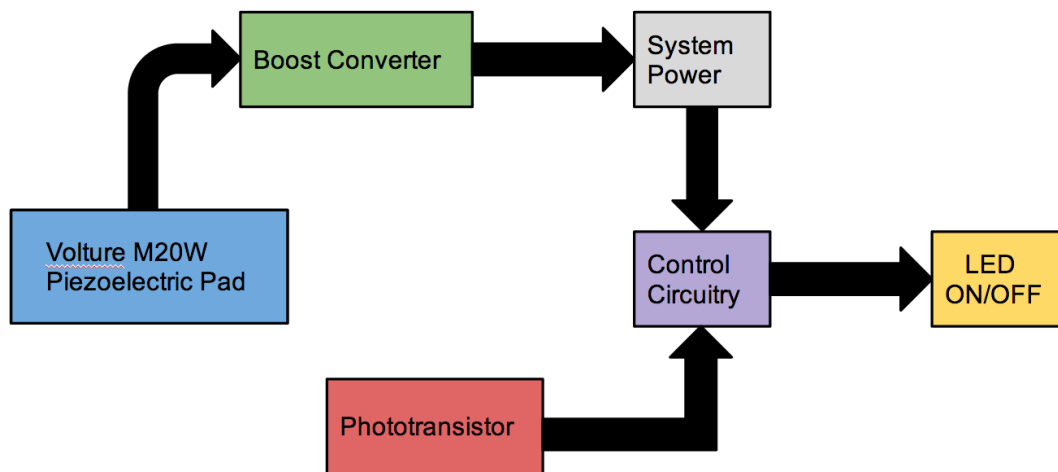 Boost Converter
System
Power
Volture M20W
Piezoelectric Pad
Control
Circuitry
LED
ON/OFF
Phototransistor